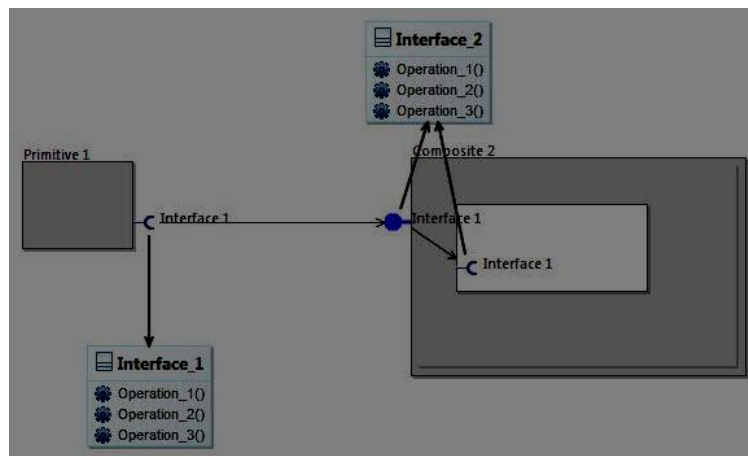 Interface_2
Operation_1()
Operation_2()
Operation_3()
Primitive 1
Composite 2
Interface 1
Interface 1
Interface 1
Interface_1
Operation_1()
Operation_2()
Operation_3()